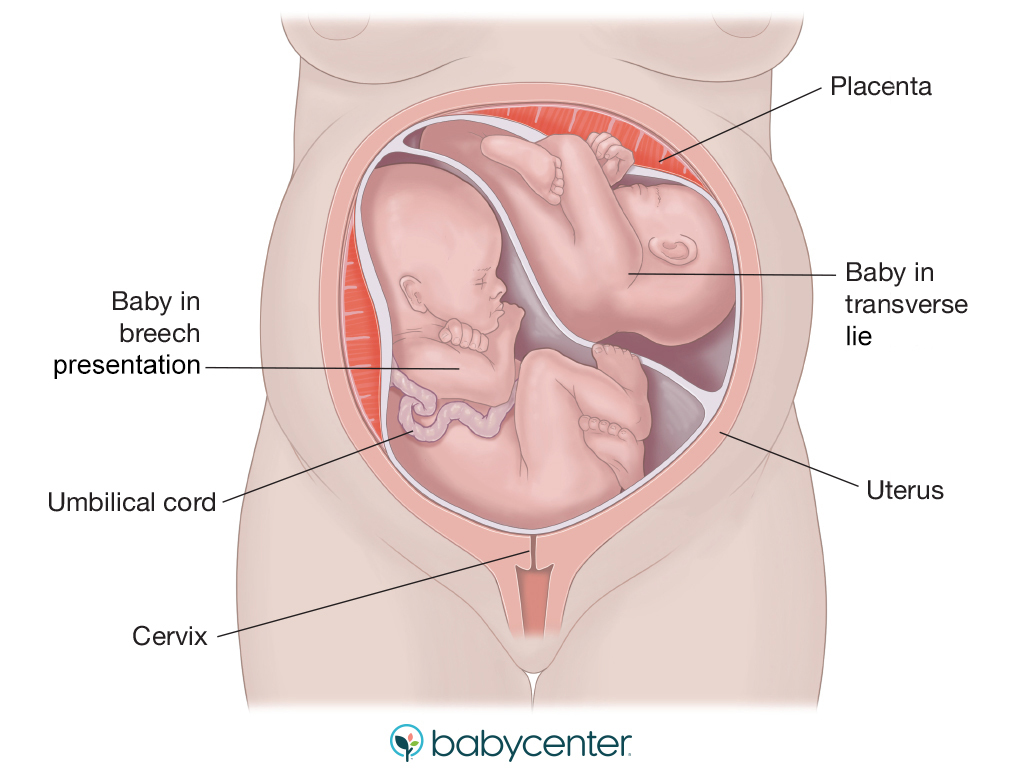 Placenta
Baby in
transverse
lie
Baby in
breech
presentation
Umbilical cord
Uterus
Cervix
babycenter